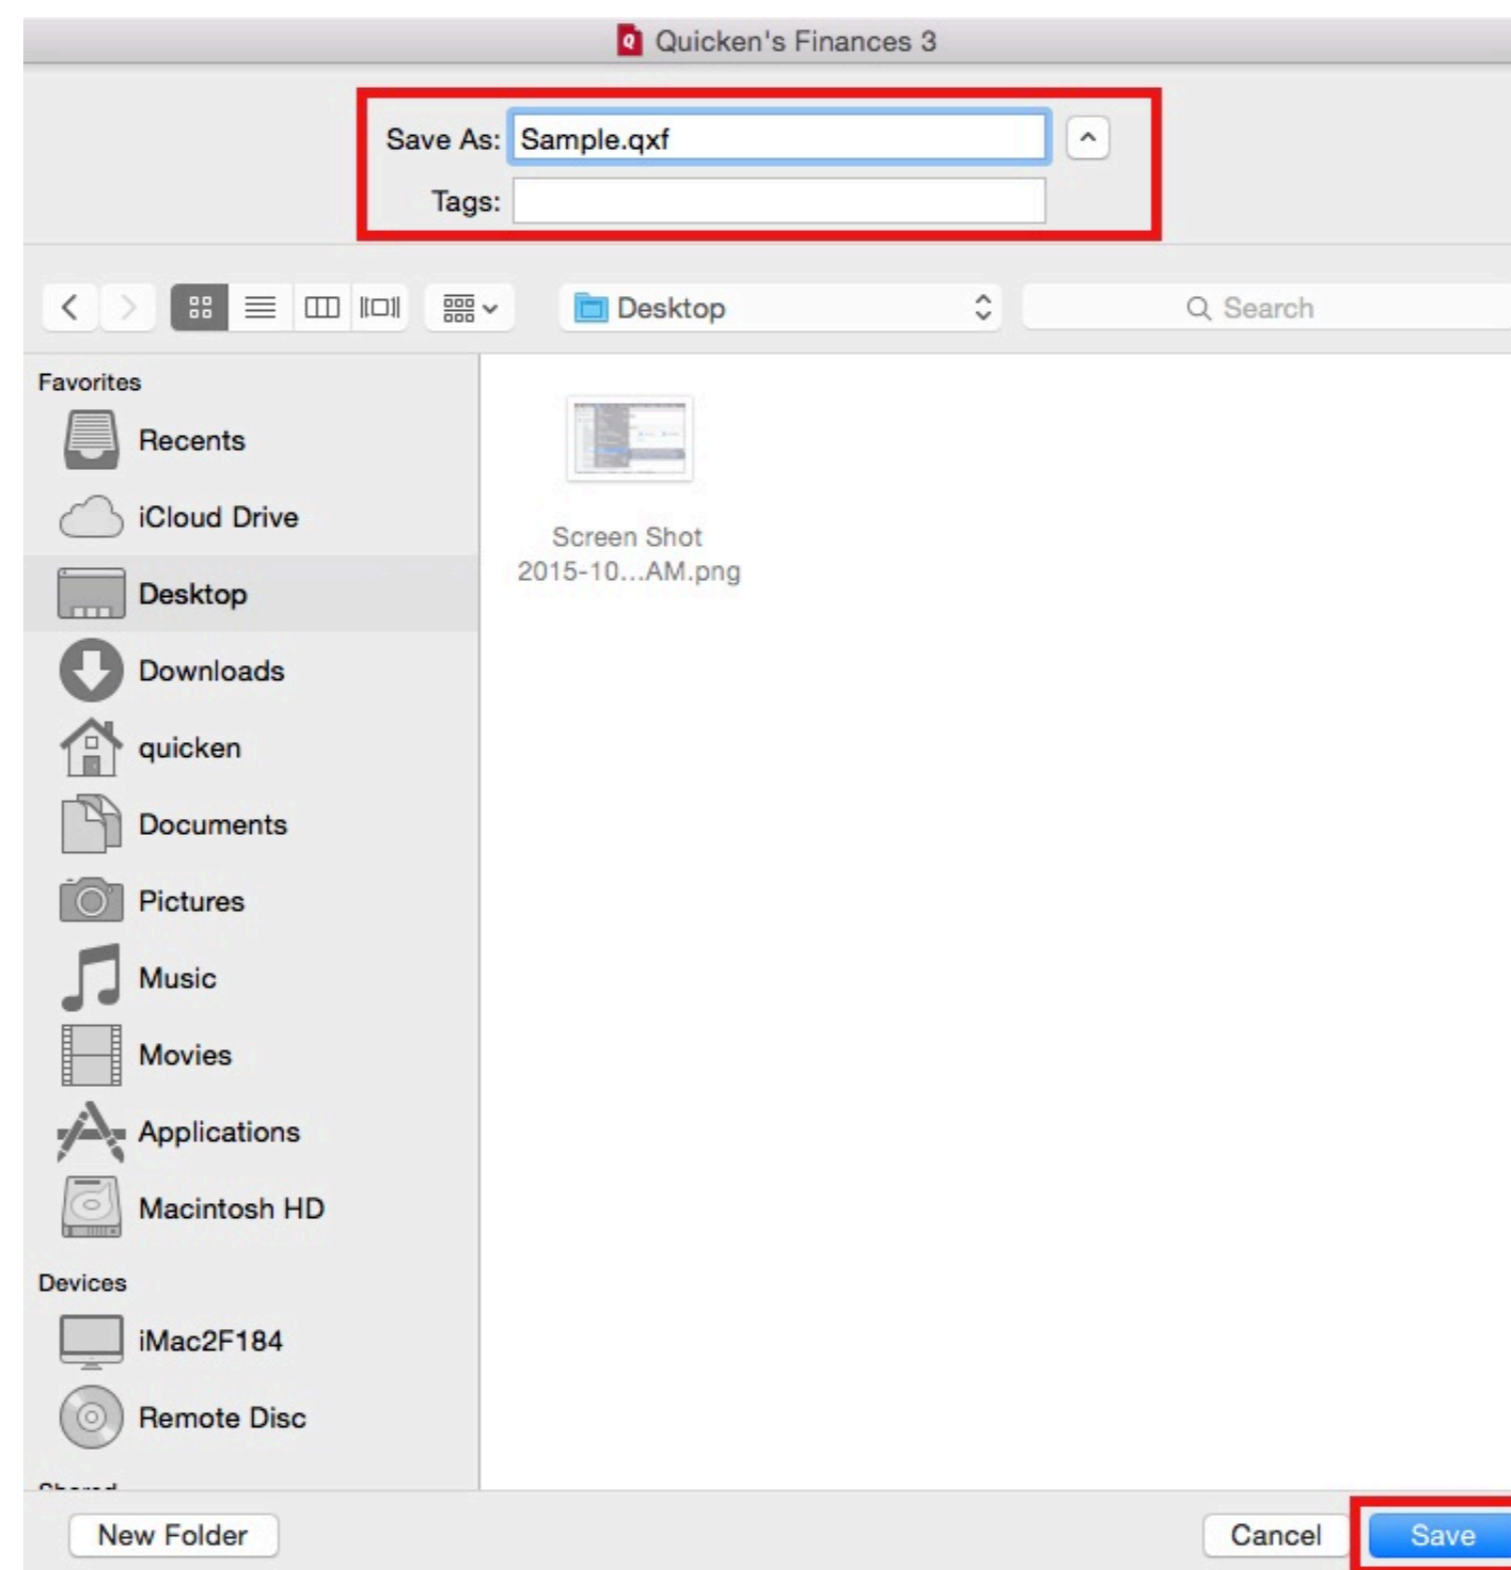 Quicken's Finances 3
Save As: Sample.qxf
Tags:
Desktop
Search
Favorites
Recents
iCloud Drive
Desktop
Downloads
quicken
Documents
Pictures
Music
Movies
Applications
Macintosh HD
Devices
iMac2F184
Remote Disc
Screen Shot
2015-10...AM.png
New Folder
Cancel
Save